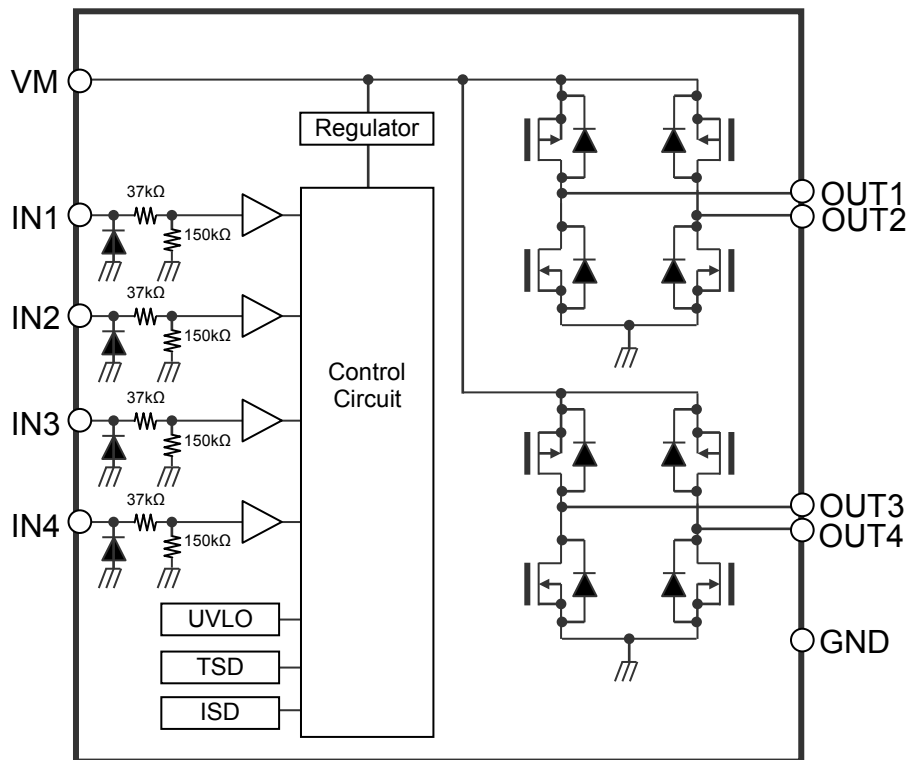 VM
Regulator
37kΩ
IN1
150kΩ
OUT1
OUT2
37kΩ
IN2
150kΩ
Control
Circuit
37kΩ
IN3
150kΩ
37kΩ
IN4
150kΩ
OUT3
OUT4
UVLO
GND
TSD
ISD